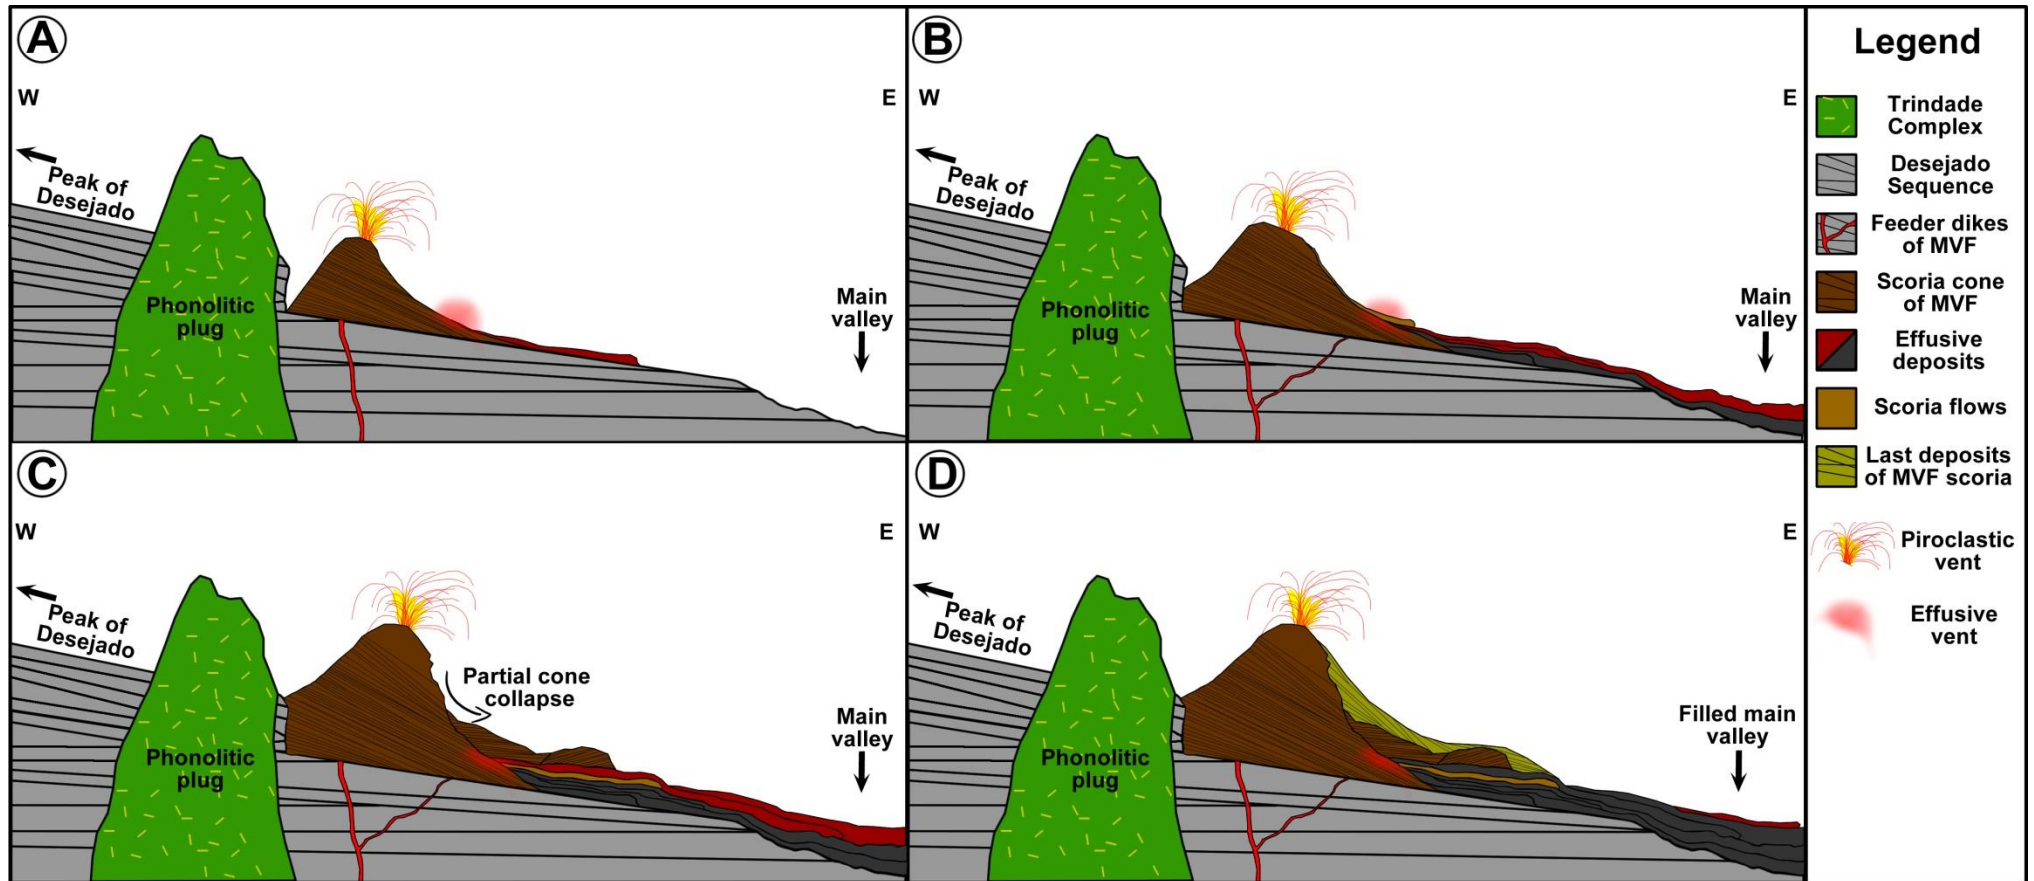 A
W
E
Peak of
Desejado
Phonolitic
plug
Main
valley
B
W
E
Peak of
Desejado
Phonolitic
plug
Main
valley
C
W
E
Peak of
Desejado
Phonolitic
plug
Partial cone
collapse
Main
valley
D
W
E
Peak of
Desejado
Phonolitic
plug
Filled main
valley
Legend
Trindade
Complex
Desejado
Sequence
Feeder dikes
of MVF
Scoria cone
of MVF
Effusive
deposits
Scoria flows
Last deposits
of MVF scoria
Piroclastic
vent
Effusive
vent